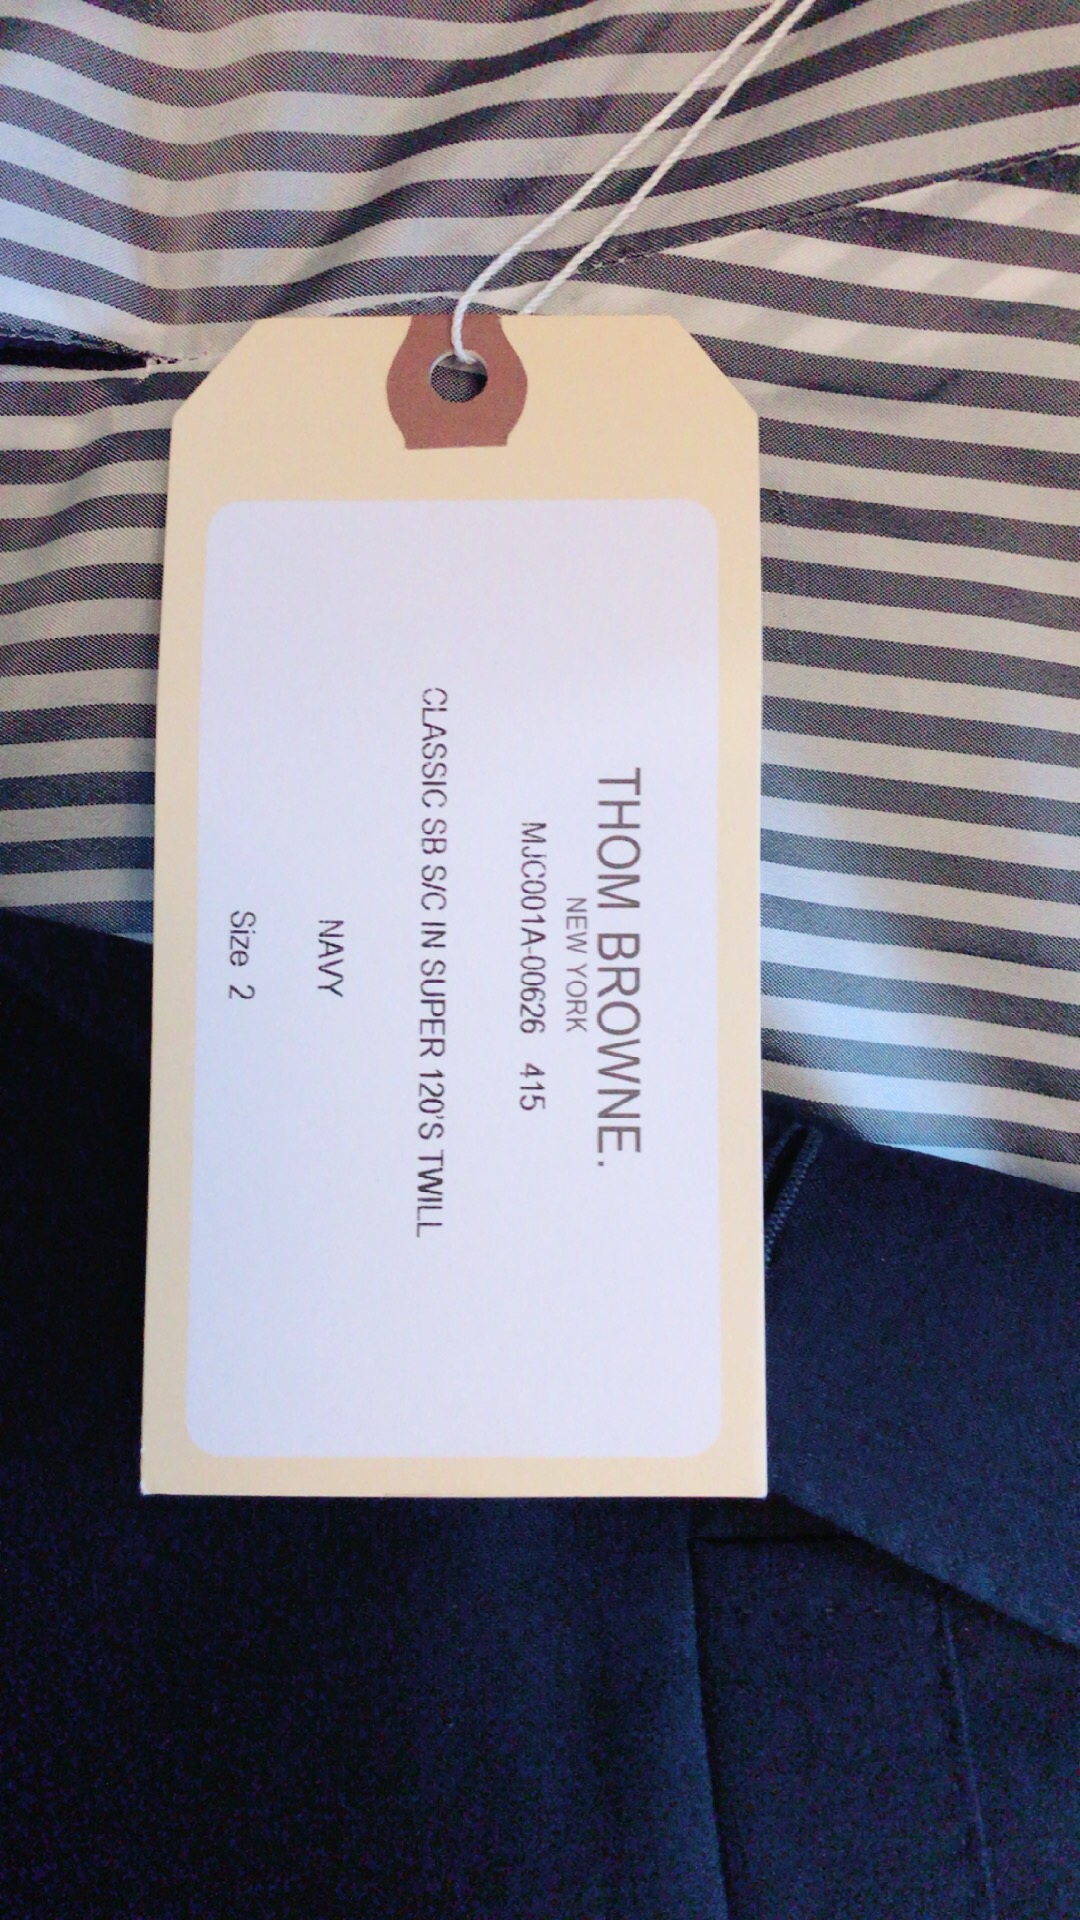 THOM BROWNE.
NEW YORK
MJC001A-00626 415
CLASSIC SB S/C IN SUPER 120'S TWILL
NAVY
Size 2